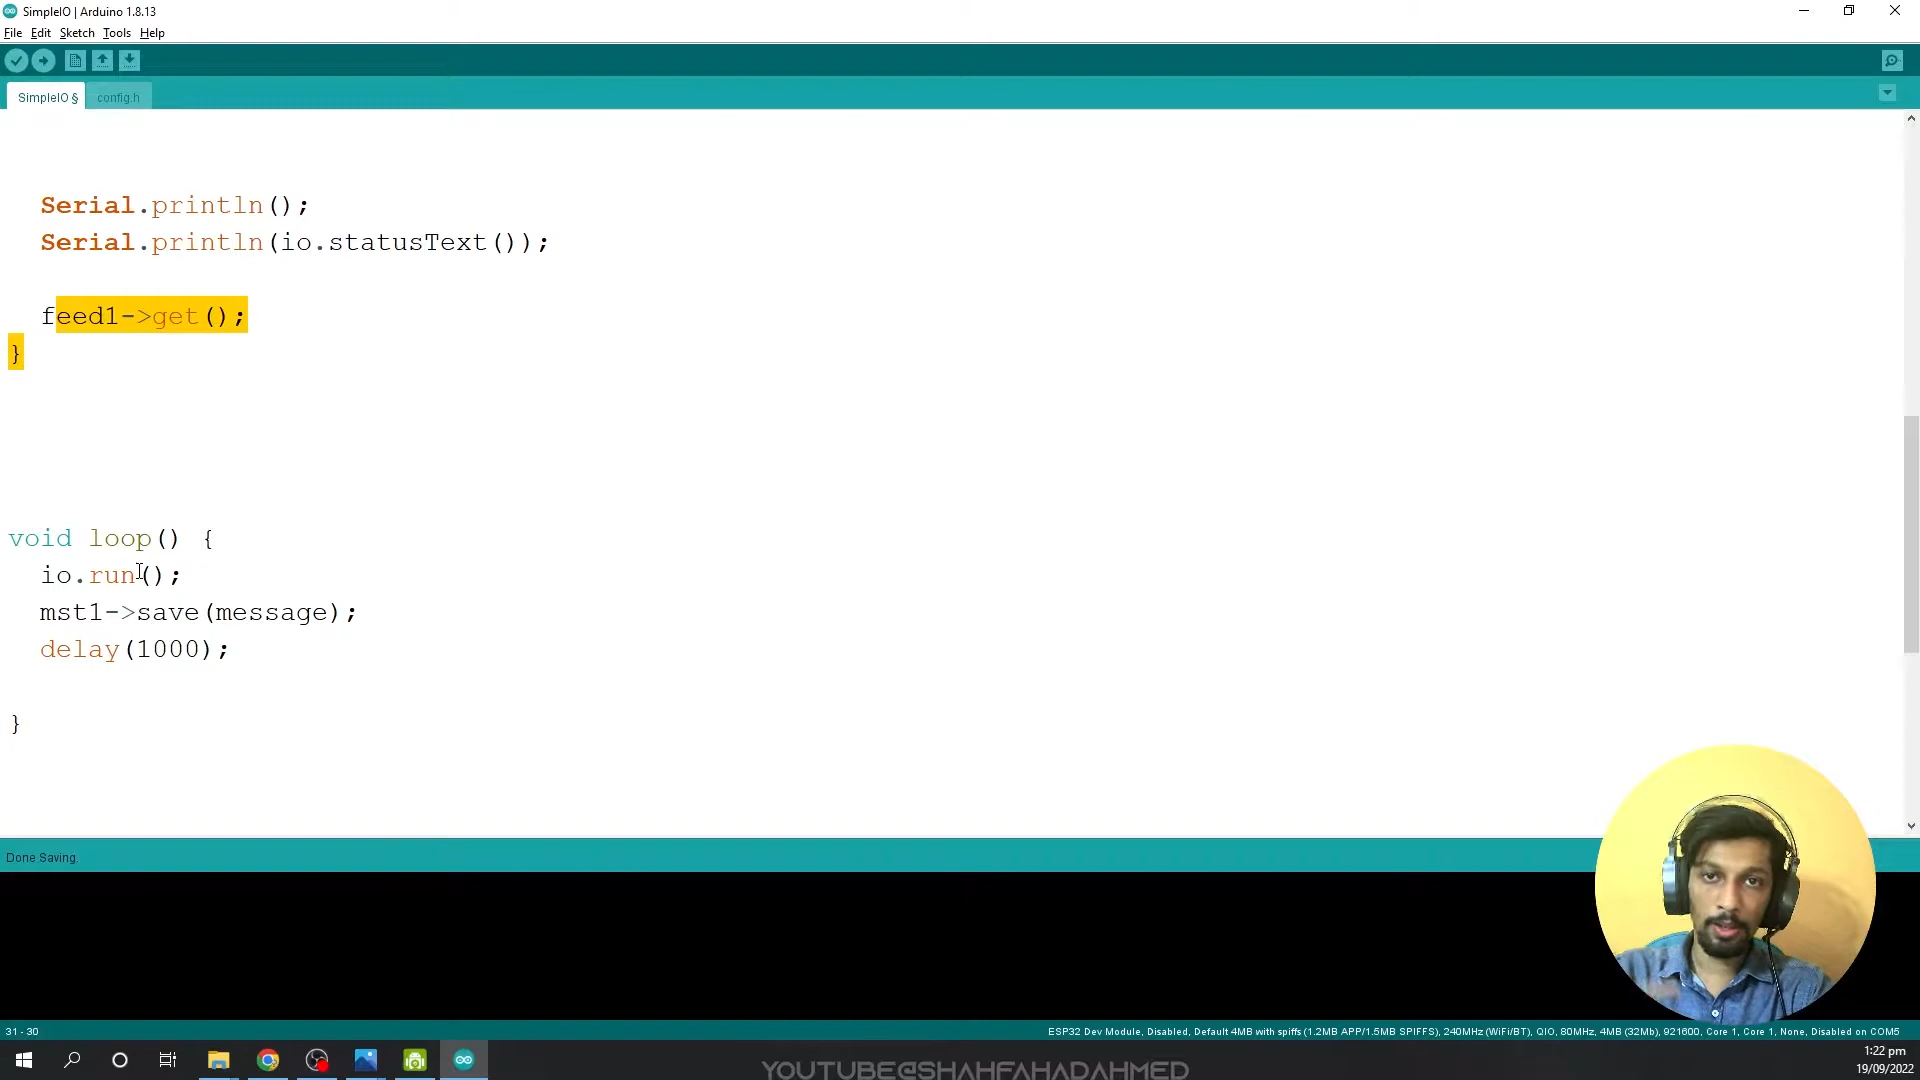 SimpleIO | Arduino 1.8.13
File Edit Sketch Tools Help
SimpleIO § config.h
Serial.println();
Serial.println(io.statusText());
feed1->get();
}
void loop() {
io.run();
mst1->save(message);
delay(1000);
}
Done Saving.
31 - 30
ESP32 Dev Module, Disabled, Default 4MB with spiffs (1.2MB APP/1.5MB SPIFFS), 240MHz (WiFi/BT), QIO, 80MHz, 4MB (32Mb), 921600, Core 1, Core 1, None, Disabled on COM5
1:22 pm
19/09/2022
YOUTUBE@SHAHFAHADAHMED